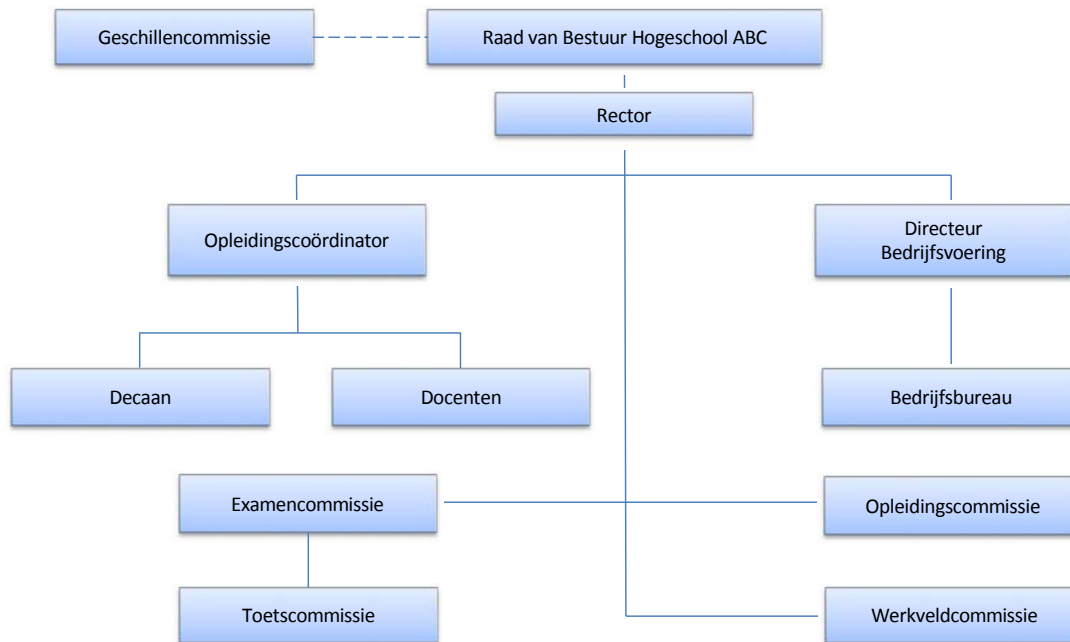 Geschillencommissie
Raad van Bestuur Hogeschool ABC
Rector
Opleidingscoördinator
Directeur
Bedrijfsvoering
Decaan
Docenten
Bedrijfsbureau
Examencommissie
Opleidingscommissie
Toetscommissie
Werkveldcommissie